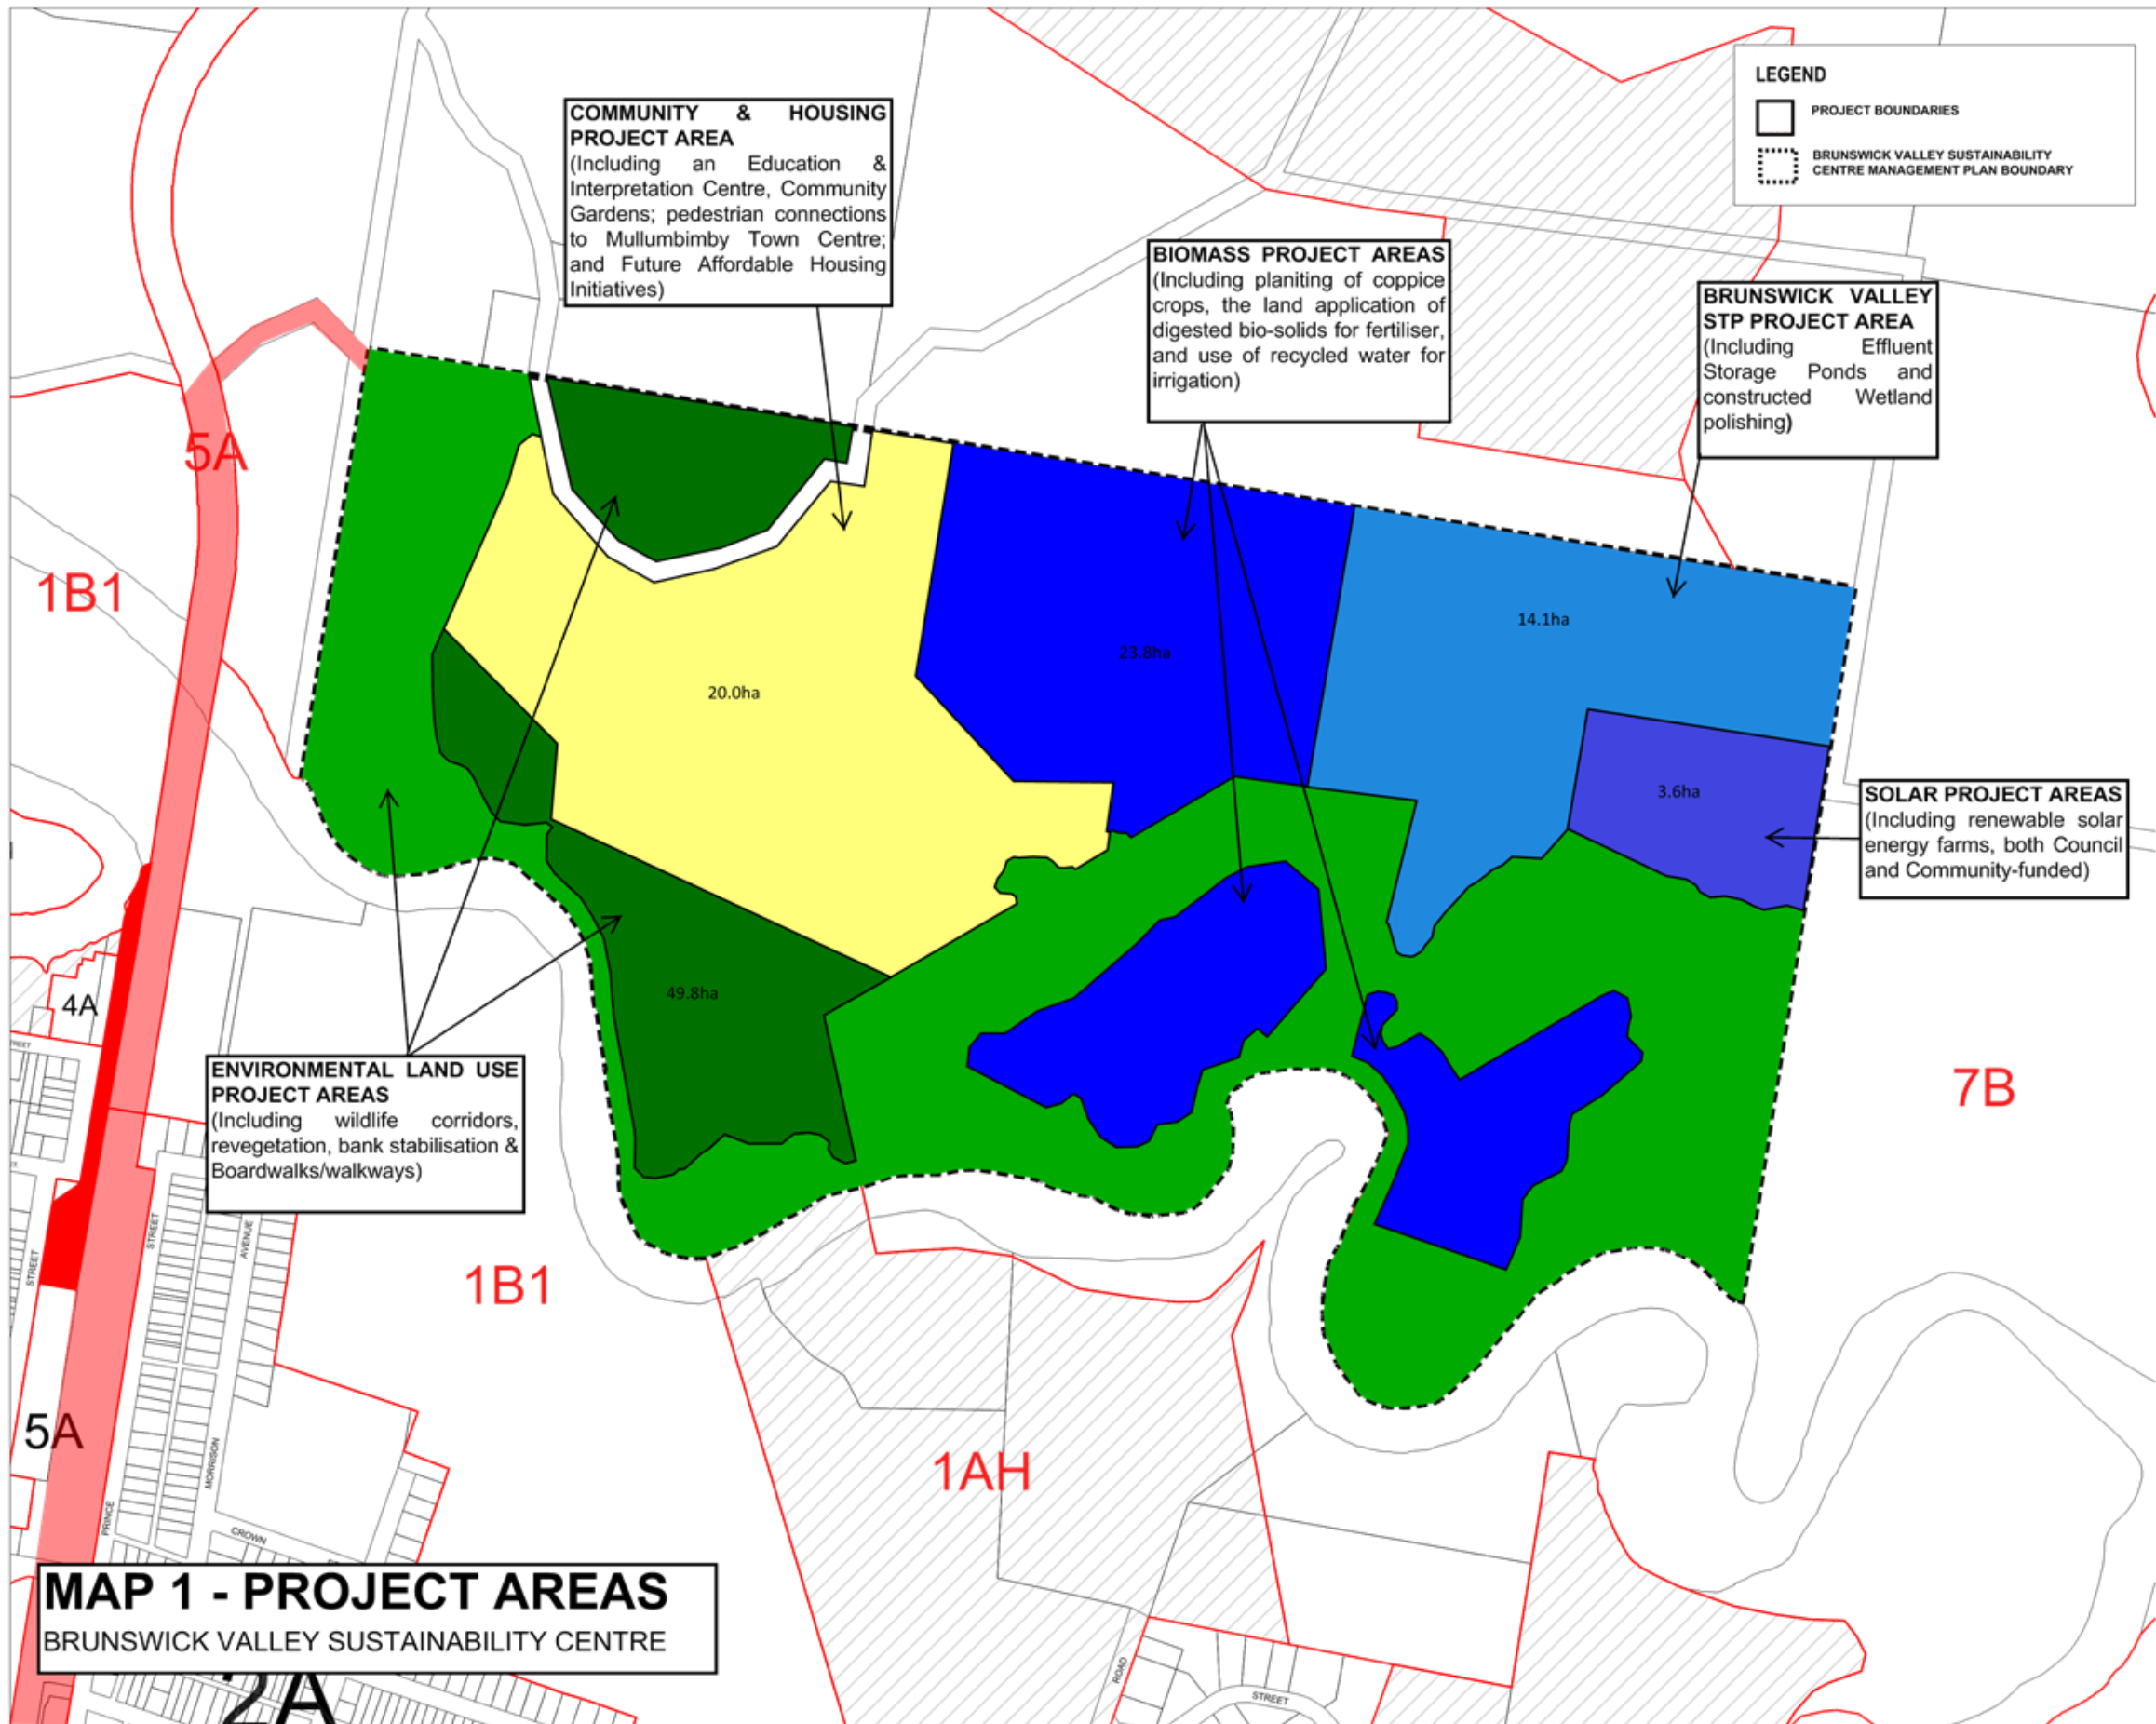 LEGEND
PROJECT BOUNDARIES
BRUNSWICK VALLEY SUSTAINABILITY
CENTRE MANAGEMENT PLAN BOUNDARY
COMMUNITY & HOUSING
PROJECT AREA
(Including an Education &
Interpretation Centre, Community
Gardens; pedestrian connections
to Mullumbimby Town Centre;
and Future Affordable Housing
Initiatives)
BIOMASS PROJECT AREAS
(Including planiting of coppice
crops, the land application of
digested bio-solids for fertiliser,
and use of recycled water for
irrigation)
BRUNSWICK VALLEY
STP PROJECT AREA
(Including Effluent
Storage Ponds and
constructed Wetland
polishing)
5A
1B1
14.1ha
23.8ha
20.0ha
3.6ha
SOLAR PROJECT AREAS
(Including renewable solar
energy farms, both Council
and Community-funded)
49.8ha
4A
ENVIRONMENTAL LAND USE
PROJECT AREAS
(Including wildlife corridors,
revegetation, bank stabilisation &
Boardwalks/walkways)
7B
STREET
STREET
AVENUE
1B1
5A
1AH
PRINCE
MORRISON
CROWN
MAP 1 - PROJECT AREAS
BRUNSWICK VALLEY SUSTAINABILITY CENTRE
2A
ROAD
STREET